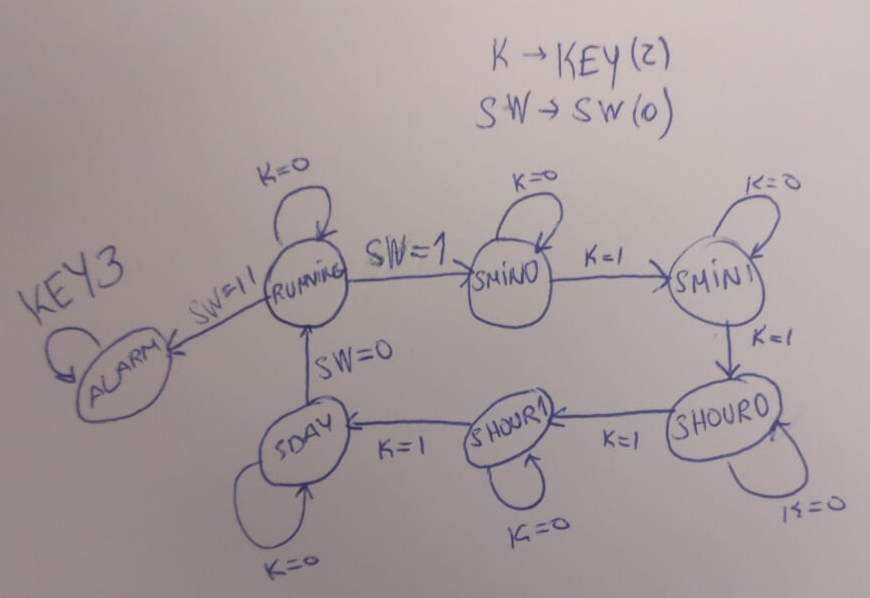 K → KEY(2)
SW → SW(0)
K=0
K=0
K=0
KEY3
SW=11
RUNNING
SW=1
SMIN0
K=1
SMIN1
ALARM
SW=0
K=1
SDAY
K=1
SHOUR1
K=1
SHOUR0
K=0
K=0
K=0